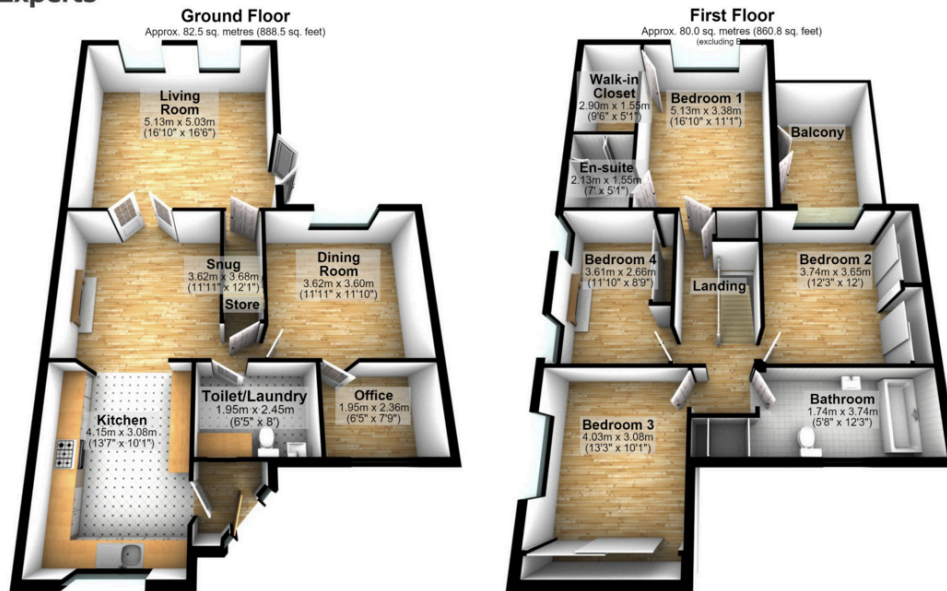 Experts
Ground Floor
Approx. 82.5 sq. metres (888.5 sq. feet)
Living
Room
5.13m x 5.03m
(16'10" x 16'6")
Snug
3.62m x 3.68m
(11'11" x 12'1")
Store
Dining
Room
3.62m x 3.60m
(11'11" x 11'10")
Kitchen
4.15m x 3.08m
(13'7" x 10'1")
Toilet/Laundry
1.95m x 2.45m
(6'5" x 8')
Office
1.95m x 2.36m
(6'5" x 7'9")
First Floor
Approx. 80.0 sq. metres (860.8 sq. feet)
(excluding
Walk-in
Closet
2.90m x 1.55m
(9'6" x 5'1")
Bedroom 1
5.13m x 3.38m
(16'10" x 11'1")
Balcony
En-suite
2.13m x 1.55m
(7' x 5'1")
Bedroom 4
3.61m x 2.66m
(11'10" x 8'9")
Landing
Bedroom 2
3.74m x 3.65m
(12'3" x 12')
Bedroom 3
4.03m x 3.08m
(13'3" x 10'1")
Bathroom
1.74m x 3.74m
(5'8" x 12'3")